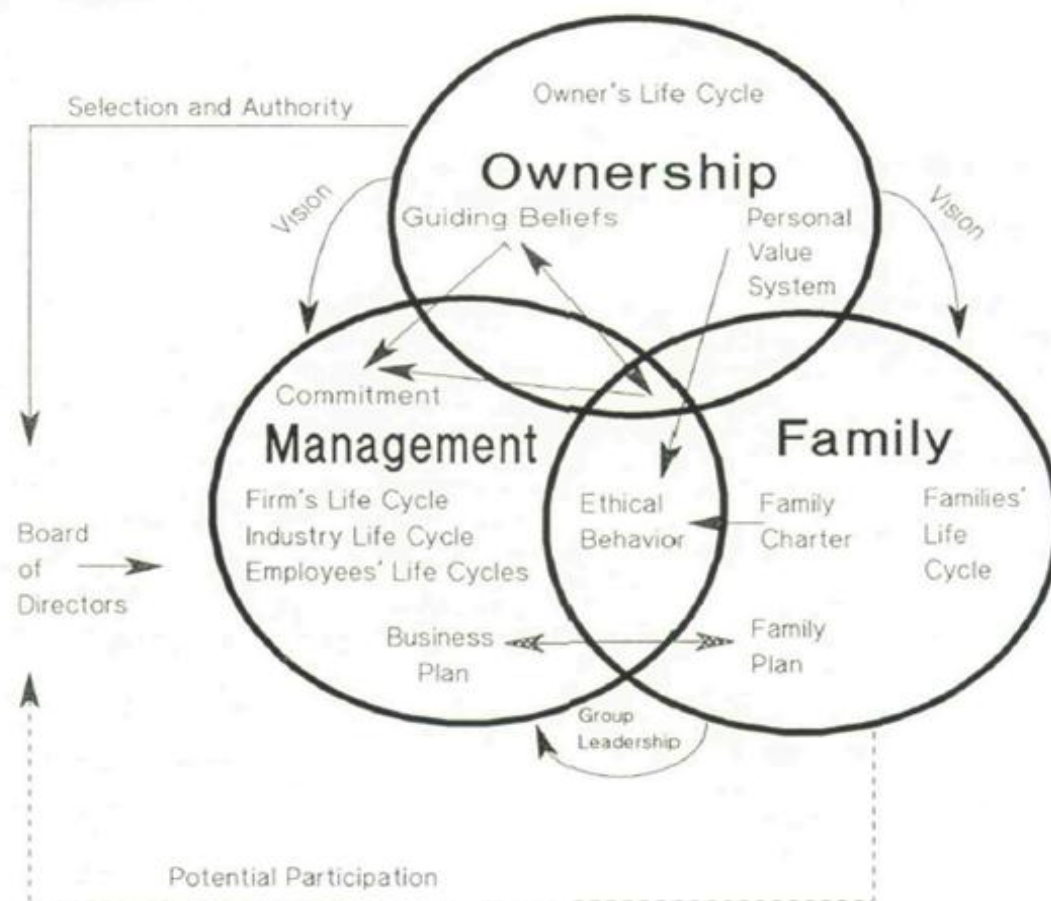 Owner's Life Cycle
Selection and Authority
Ownership
Vision
Vision
Guiding Beliefs
Personal
Value
System
Commitment
Management
Family
Firm's Life Cycle
Industry Life Cycle
Employees' Life Cycles
Ethical
Behavior
Family
Charter
Families'
Life
Cycle
Board
of
Directors
Business
Plan
Family
Plan
Group
Leadership
Potential Participation